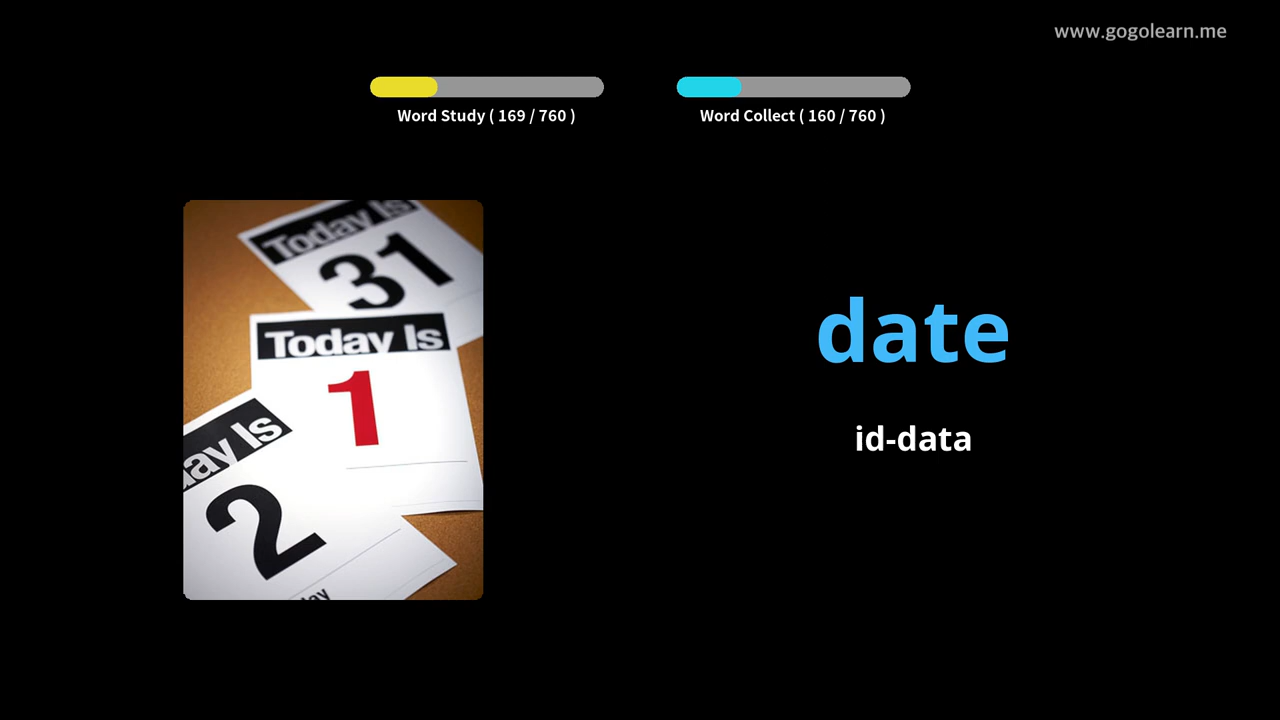 www.gogolearn.me
Word Study ( 169 / 760 )
Word Collect ( 160 / 760 )
Today Is
31
Today Is
1
day Is
2
date
id-data